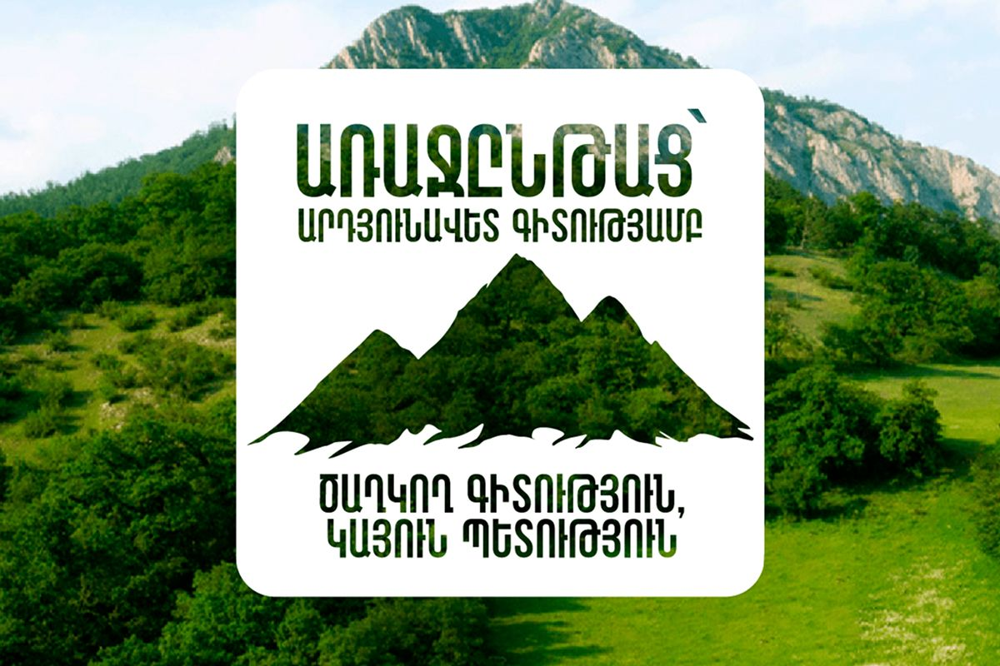 ԱՌԱՋԸՆԹԱՑ՝
ԱՐԴՅՈՒՆԱՎԵՏ ԳԻՏՈՒԹՅԱՄԲ
ԾԱՂԿՈՂ ԳԻՏՈՒԹՅՈՒՆ,
ԿԱՅՈՒՆ ՊԵՏՈՒԹՅՈՒՆ